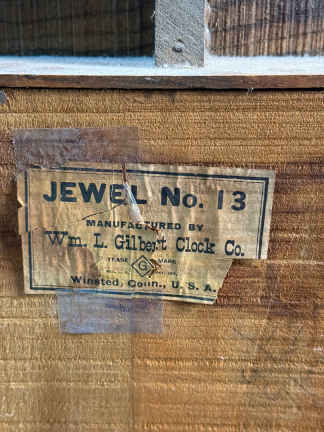 JEWEL No. 13
MANUFACTURED BY
Wm. L. Gilbert Clock Co.
TRADE G MARK
Winsted, Conn., U. S. A.